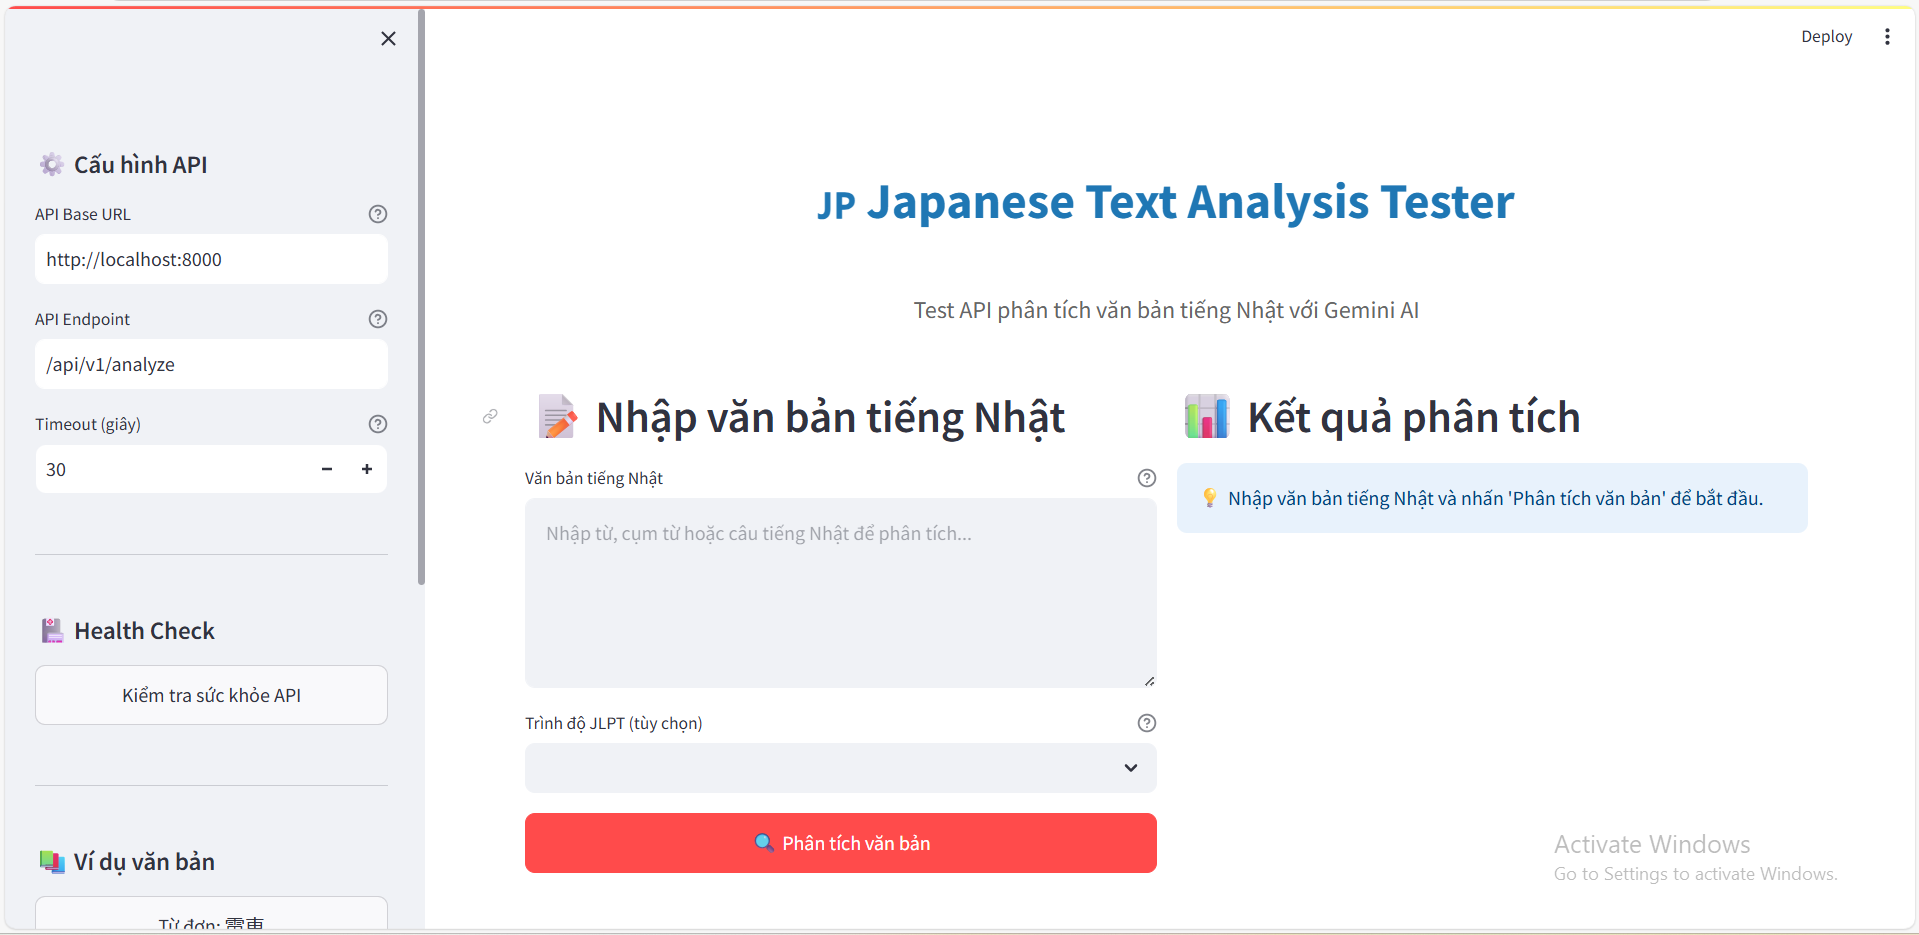 Deploy
Cấu hình API
API Base URL
http://localhost:8000
API Endpoint
/api/v1/analyze
Timeout (giây)
30
Health Check
Kiểm tra sức khỏe API
Ví dụ văn bản
Từ đơn: 電車
JP Japanese Text Analysis Tester
Test API phân tích văn bản tiếng Nhật với Gemini AI
Nhập văn bản tiếng Nhật
Văn bản tiếng Nhật
Nhập từ, cụm từ hoặc câu tiếng Nhật để phân tích...
Trình độ JLPT (tùy chọn)
Phân tích văn bản
Kết quả phân tích
Nhập văn bản tiếng Nhật và nhấn 'Phân tích văn bản' để bắt đầu.
Activate Windows
Go to Settings to activate Windows.